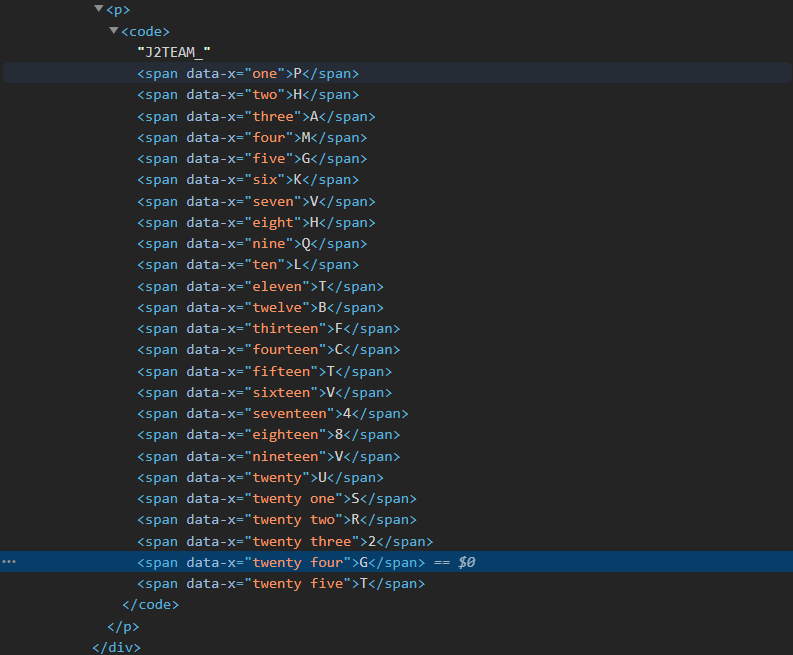 ▼<p>
▼<code>
"J2TEAM_"
<span data-x="one">P</span>
<span data-x="two">H</span>
<span data-x="three">A</span>
<span data-x="four">M</span>
<span data-x="five">G</span>
<span data-x="six">K</span>
<span data-x="seven">V</span>
<span data-x="eight">H</span>
<span data-x="nine">Q</span>
<span data-x="ten">L</span>
<span data-x="eleven">T</span>
<span data-x="twelve">B</span>
<span data-x="thirteen">F</span>
<span data-x="fourteen">C</span>
<span data-x="fifteen">T</span>
<span data-x="sixteen">V</span>
<span data-x="seventeen">4</span>
<span data-x="eighteen">8</span>
<span data-x="nineteen">V</span>
<span data-x="twenty">U</span>
<span data-x="twenty one">S</span>
<span data-x="twenty two">R</span>
<span data-x="twenty three">2</span>
<span data-x="twenty four">G</span> == $0
<span data-x="twenty five">T</span>
</code>
</p>
</div>